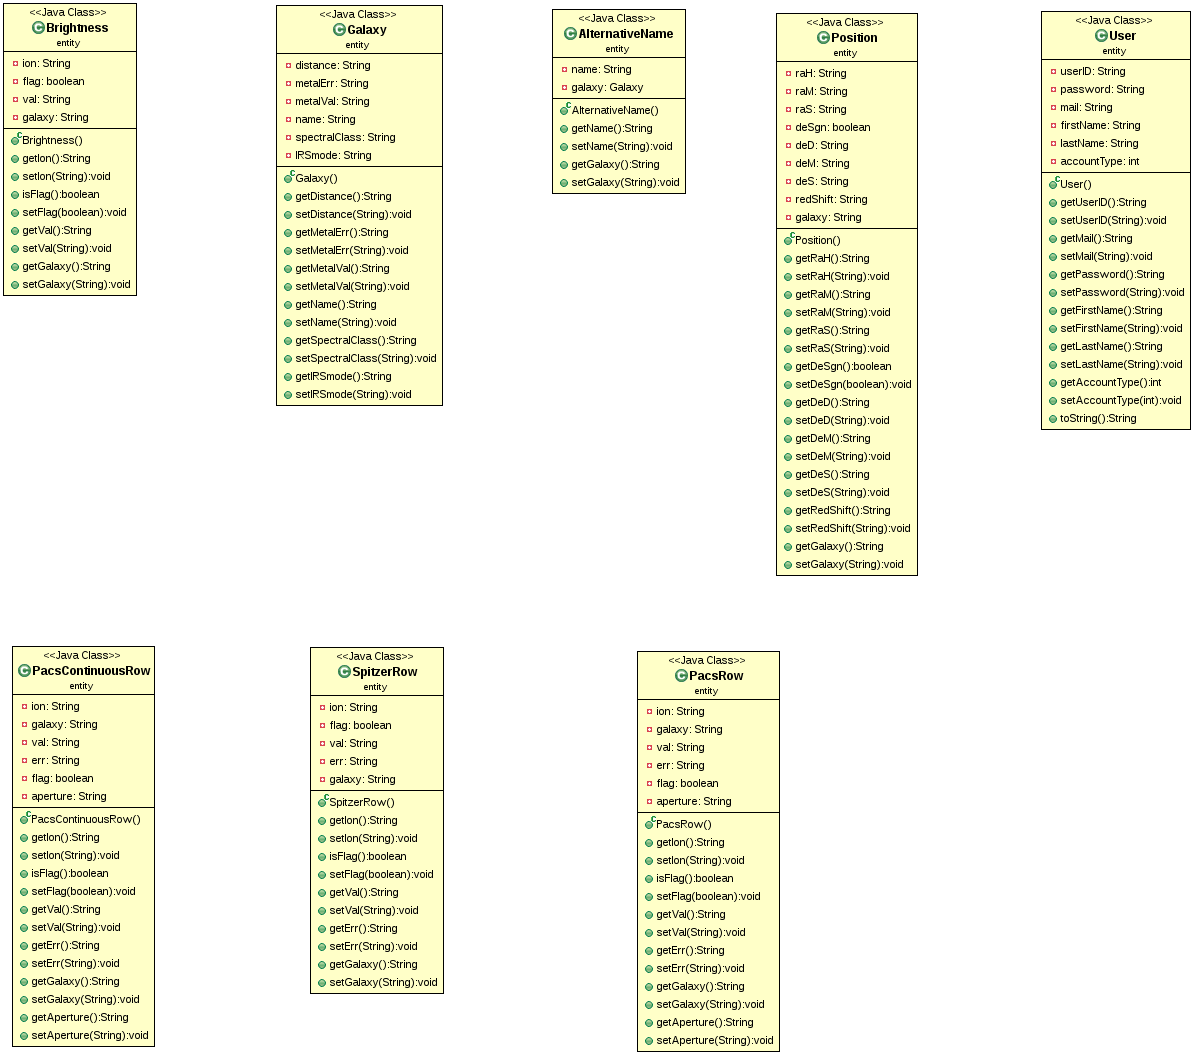 <<Java Class>>
Brightness
entity
ion: String
flag: boolean
val: String
galaxy: String
Brightness()
getIon():String
setIon(String):void
isFlag():boolean
setFlag(boolean):void
getVal():String
setVal(String):void
getGalaxy():String
setGalaxy(String):void
<<Java Class>>
Galaxy
entity
distance: String
metalErr: String
metalVal: String
name: String
spectralClass: String
IRSmode: String
Galaxy()
getDistance():String
setDistance(String):void
getMetalErr():String
setMetalErr(String):void
getMetalVal():String
setMetalVal(String):void
getName():String
setName(String):void
getSpectralClass():String
setSpectralClass(String):void
getIRSmode():String
setIRSmode(String):void
<<Java Class>>
AlternativeName
entity
name: String
galaxy: Galaxy
AlternativeName()
getName():String
setName(String):void
getGalaxy():String
setGalaxy(String):void
<<Java Class>>
Position
entity
raH: String
raM: String
raS: String
deSgn: boolean
deD: String
deM: String
deS: String
redShift: String
galaxy: String
Position()
getRaH():String
setRaH(String):void
getRaM():String
setRaM(String):void
getRaS():String
setRaS(String):void
getDeSgn():boolean
setDeSgn(boolean):void
getDeD():String
setDeD(String):void
getDeM():String
setDeM(String):void
getDeS():String
setDeS(String):void
getRedShift():String
setRedShift(String):void
getGalaxy():String
setGalaxy(String):void
<<Java Class>>
User
entity
userID: String
password: String
mail: String
firstName: String
lastName: String
accountType: int
User()
getUserID():String
setUserID(String):void
getMail():String
setMail(String):void
getPassword():String
setPassword(String):void
getFirstName():String
setFirstName(String):void
getLastName():String
setLastName(String):void
getAccountType():int
setAccountType(int):void
toString():String
<<Java Class>>
PacsContinuousRow
entity
ion: String
galaxy: String
val: String
err: String
flag: boolean
aperture: String
PacsContinuousRow()
getIon():String
setIon(String):void
isFlag():boolean
setFlag(boolean):void
getVal():String
setVal(String):void
getErr():String
setErr(String):void
getGalaxy():String
setGalaxy(String):void
getAperture():String
setAperture(String):void
<<Java Class>>
SpitzerRow
entity
ion: String
flag: boolean
val: String
err: String
galaxy: String
SpitzerRow()
getIon():String
setIon(String):void
isFlag():boolean
setFlag(boolean):void
getVal():String
setVal(String):void
getErr():String
setErr(String):void
getGalaxy():String
setGalaxy(String):void
<<Java Class>>
PacsRow
entity
ion: String
galaxy: String
val: String
err: String
flag: boolean
aperture: String
PacsRow()
getIon():String
setIon(String):void
isFlag():boolean
setFlag(boolean):void
getVal():String
setVal(String):void
getErr():String
setErr(String):void
getGalaxy():String
setGalaxy(String):void
getAperture():String
setAperture(String):void